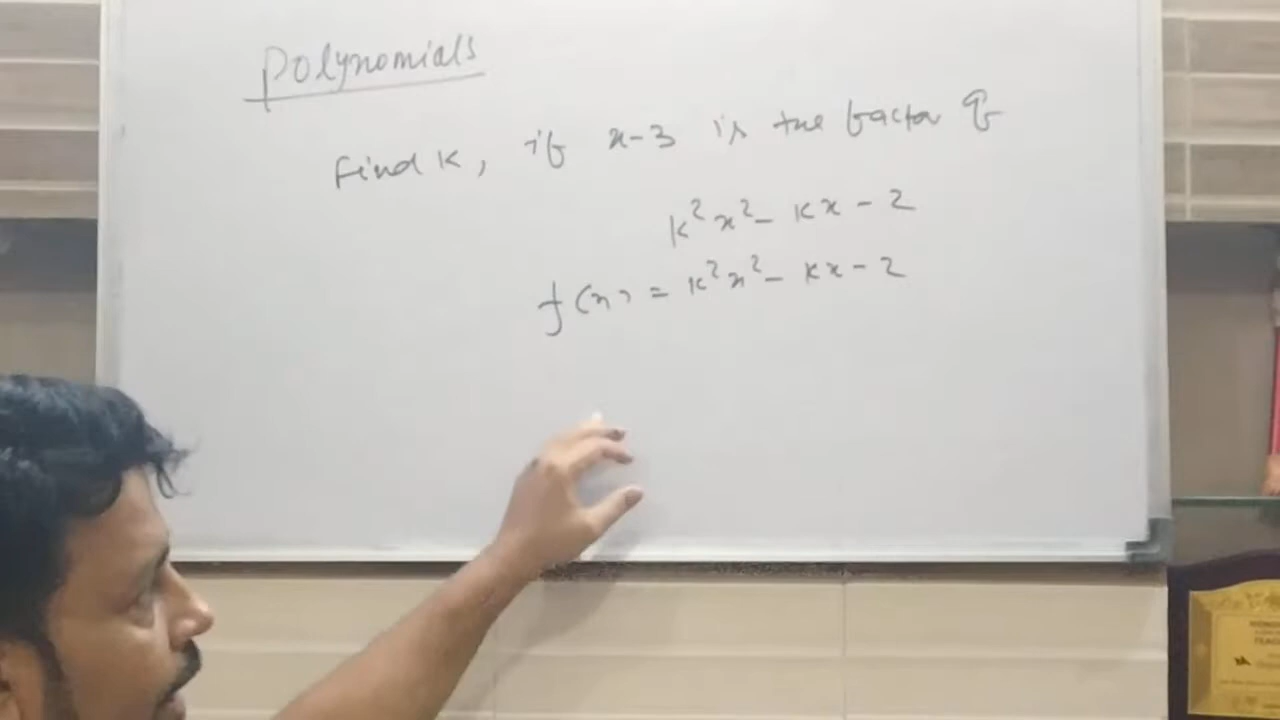 Polynomials
Find K, if x-3 is the factor of
K²x² - Kx - 2
f(x) = K²x² - Kx - 2